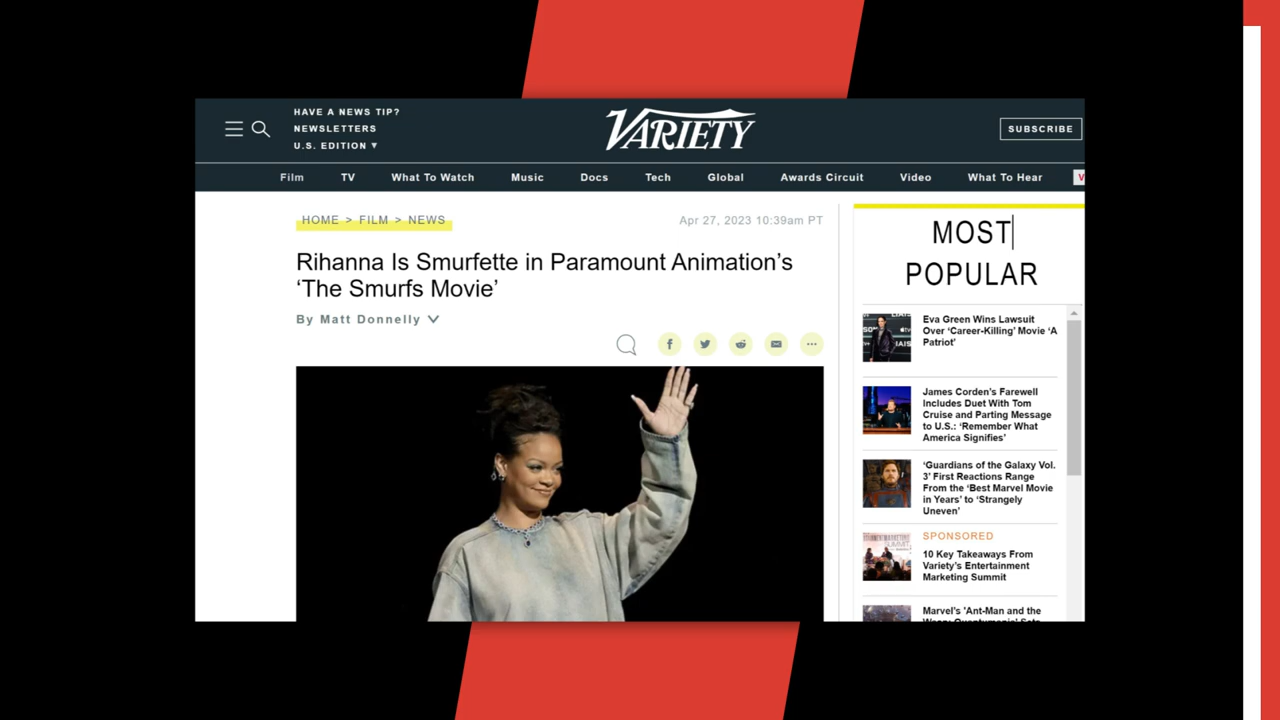 HAVE A NEWS TIP?
NEWSLETTERS
U.S. EDITION
VARIETY
SUBSCRIBE
Film TV What To Watch Music Docs Tech Global Awards Circuit Video What To Hear V
HOME > FILM > NEWS
Apr 27, 2023 10:39am PT
Rihanna Is Smurfette in Paramount Animation’s
‘The Smurfs Movie’
By Matt Donnelly
MOST
POPULAR
Eva Green Wins Lawsuit
Over ‘Career-Killing’ Movie ‘A
Patriot’
James Corden’s Farewell
Includes Duet With Tom
Cruise and Parting Message
to U.S.: ‘Remember What
America Signifies’
‘Guardians of the Galaxy Vol.
3’ First Reactions Range
From the ‘Best Marvel Movie
in Years’ to ‘Strangely
Uneven’
SPONSORED
10 Key Takeaways From
Variety’s Entertainment
Marketing Summit
Marvel’s ‘Ant-Man and the